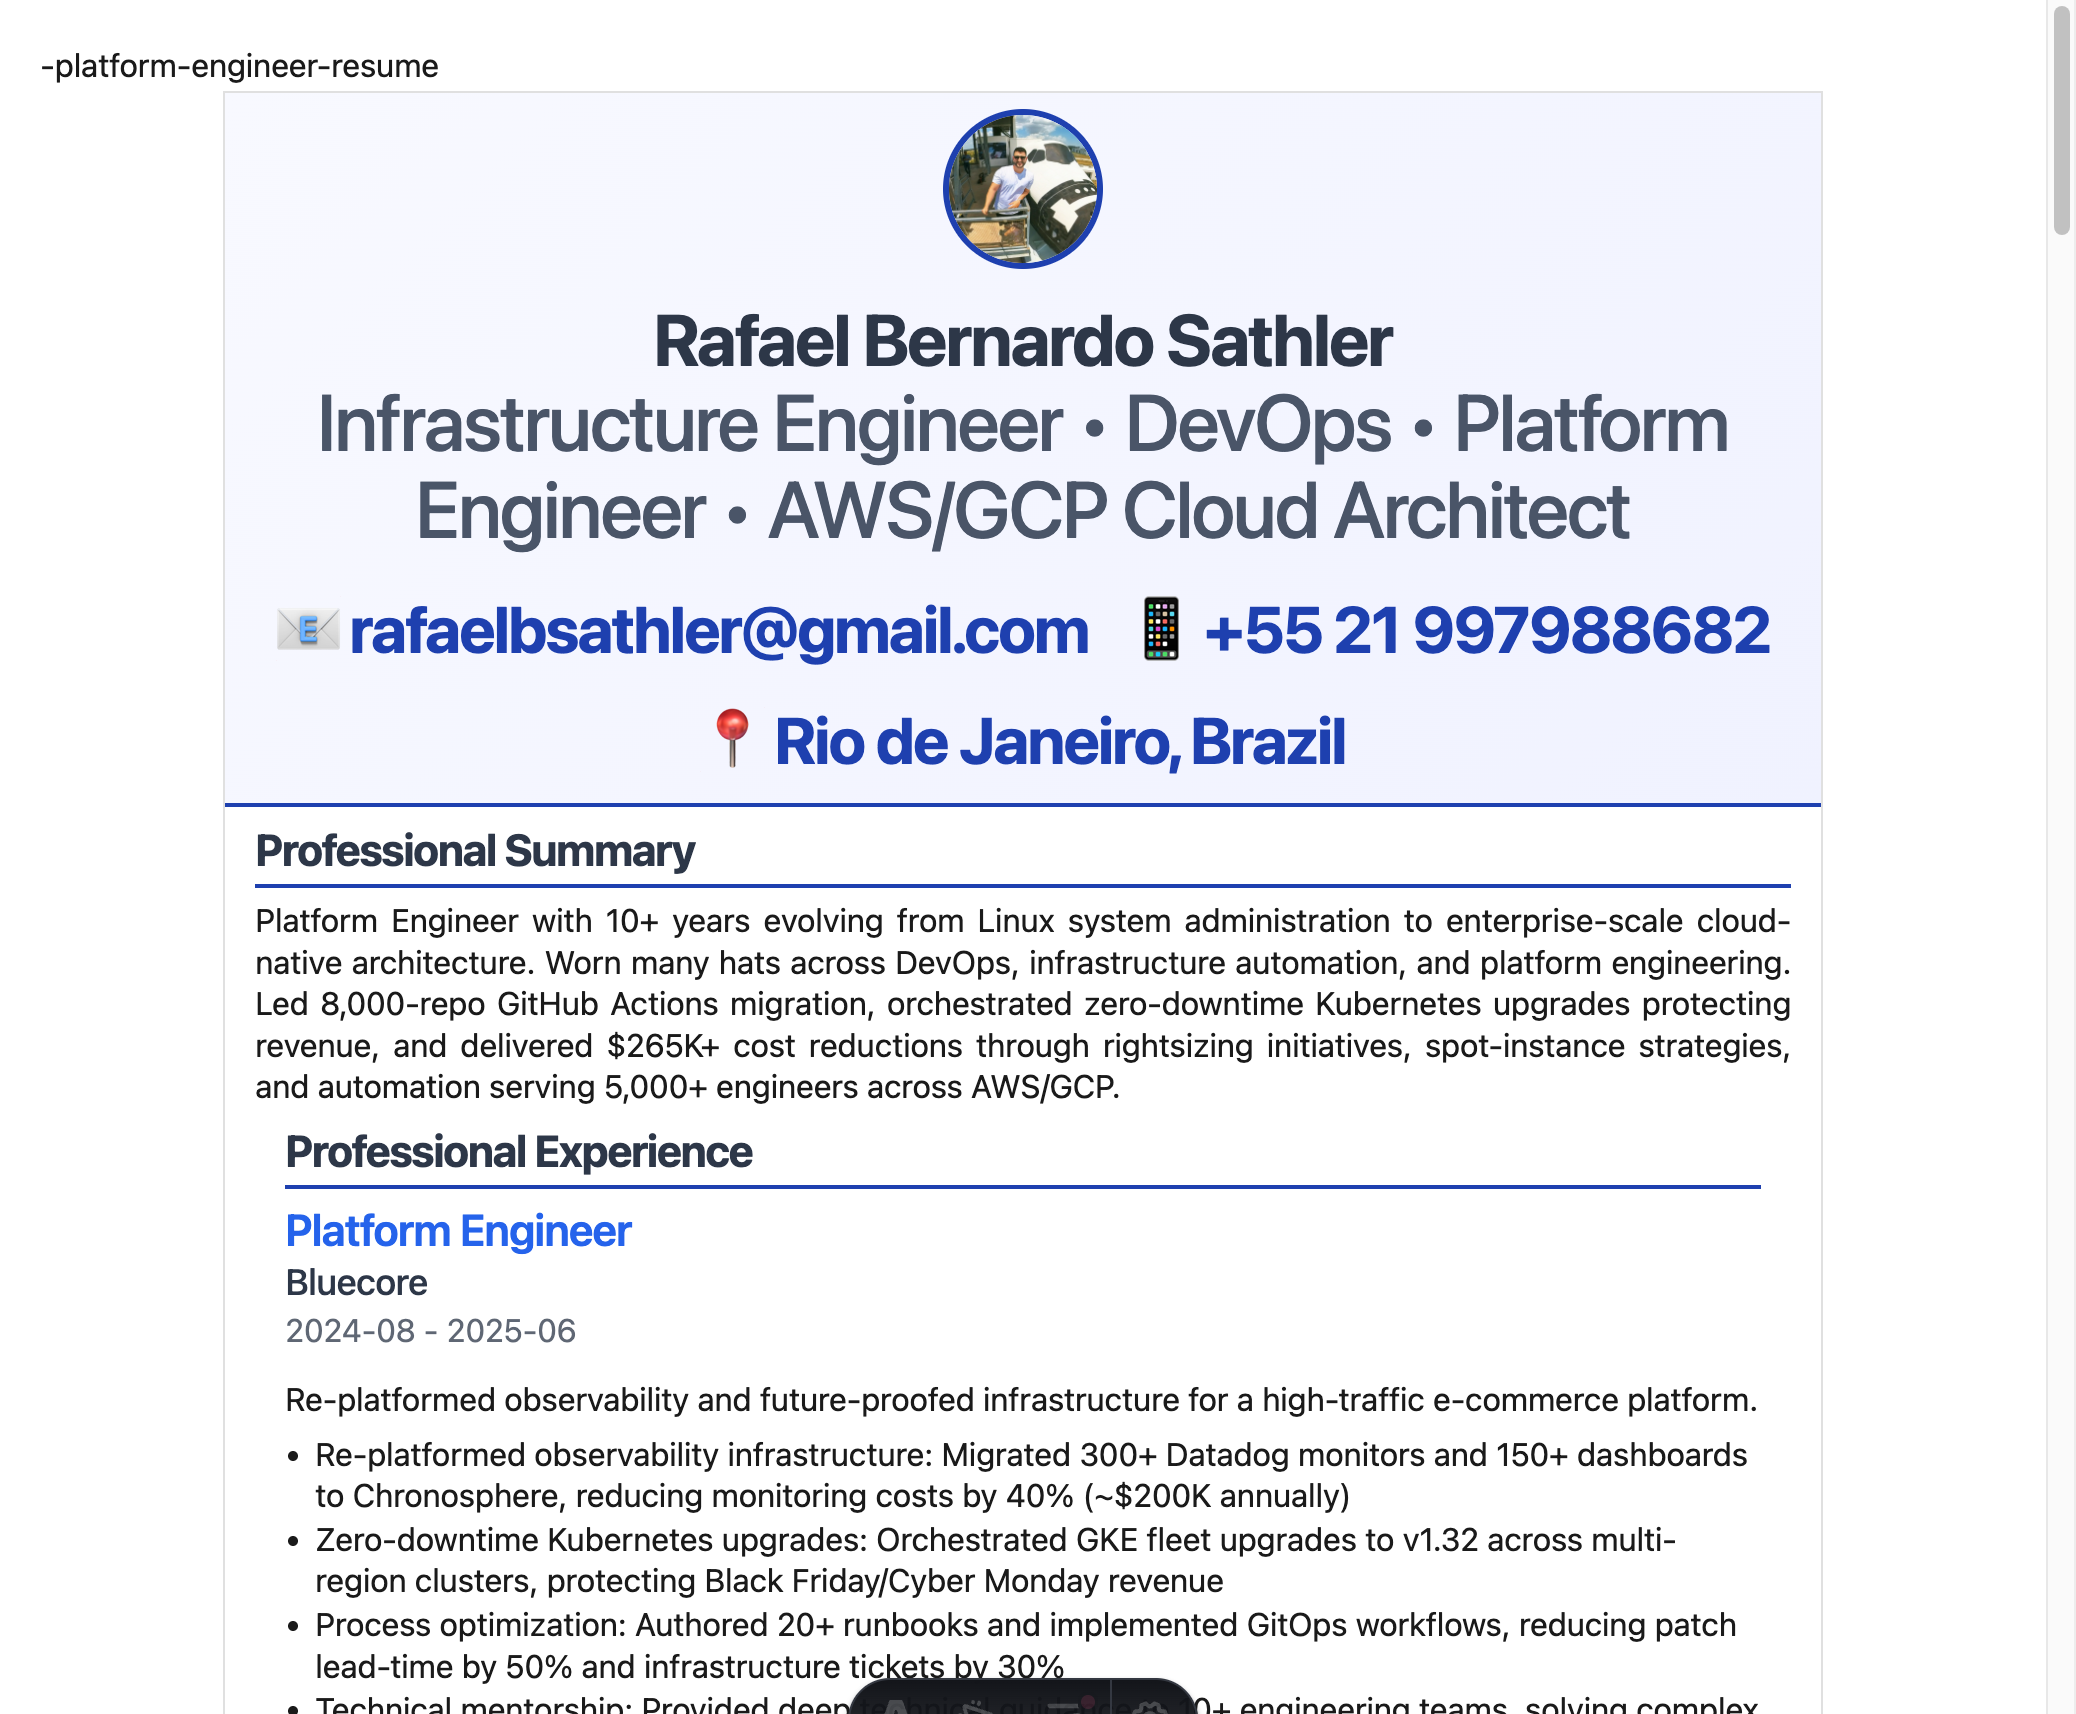 -platform-engineer-resume
Rafael Bernardo Sathler
Infrastructure Engineer • DevOps • Platform
Engineer • AWS/GCP Cloud Architect
📧 rafaelbsathler@gmail.com 📱 +55 21 997988682
📍 Rio de Janeiro, Brazil
Professional Summary
Platform Engineer with 10+ years evolving from Linux system administration to enterprise-scale cloud-
native architecture. Worn many hats across DevOps, infrastructure automation, and platform engineering.
Led 8,000-repo GitHub Actions migration, orchestrated zero-downtime Kubernetes upgrades protecting
revenue, and delivered $265K+ cost reductions through rightsizing initiatives, spot-instance strategies,
and automation serving 5,000+ engineers across AWS/GCP.
Professional Experience
Platform Engineer
Bluecore
2024-08 - 2025-06
Re-platformed observability and future-proofed infrastructure for a high-traffic e-commerce platform.
• Re-platformed observability infrastructure: Migrated 300+ Datadog monitors and 150+ dashboards
to Chronosphere, reducing monitoring costs by 40% (~$200K annually)
• Zero-downtime Kubernetes upgrades: Orchestrated GKE fleet upgrades to v1.32 across multi-
region clusters, protecting Black Friday/Cyber Monday revenue
• Process optimization: Authored 20+ runbooks and implemented GitOps workflows, reducing patch
lead-time by 50% and infrastructure tickets by 30%
• Technical mentorship: Provided deep technical guidance 10+ engineering teams, solving complex